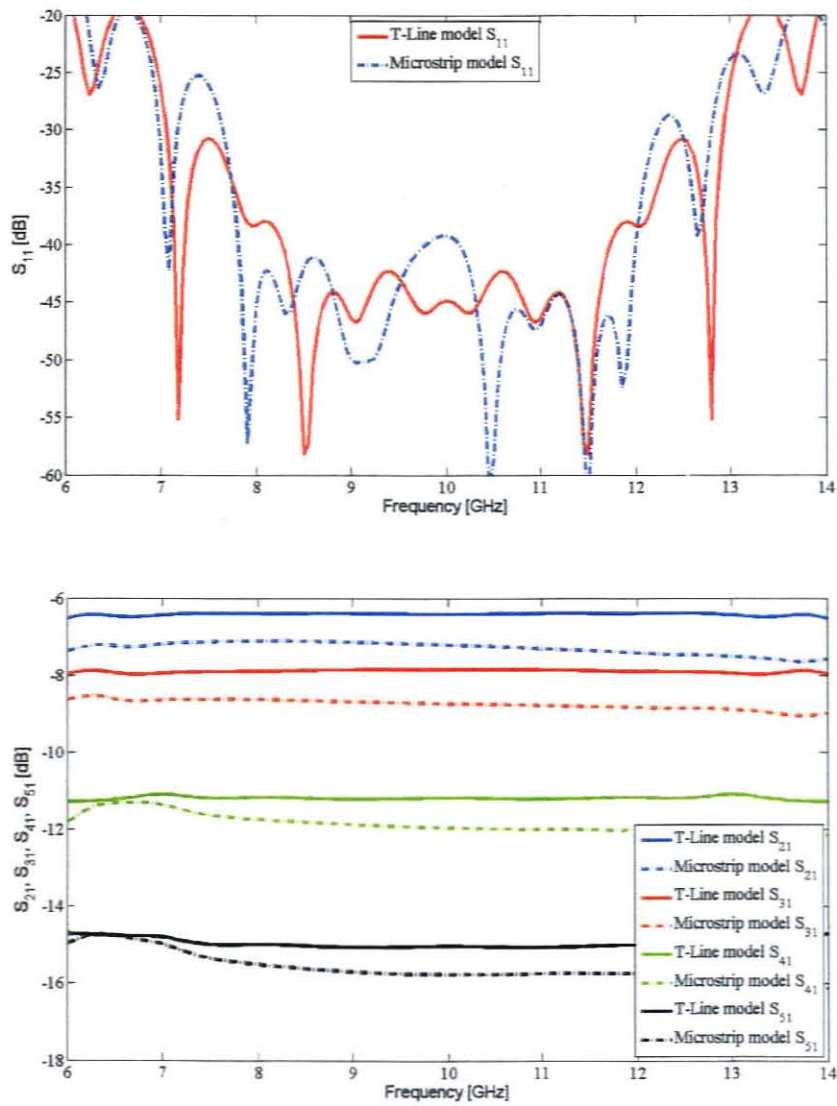 -20
-25
-30
-35
-40
-45
-50
-55
-60
S11 [dB]
T-Line model S11
Microstrip model S11
6 7 8 9 10 11 12 13 14
Frequency [GHz]
-6
-8
-10
-12
-14
-16
-18
S21, S31, S41, S51 [dB]
T-Line model S21
Microstrip model S21
T-Line model S31
Microstrip model S31
T-Line model S41
Microstrip model S41
T-Line model S51
Microstrip model S51
6 7 8 9 10 11 12 13 14
Frequency [GHz]